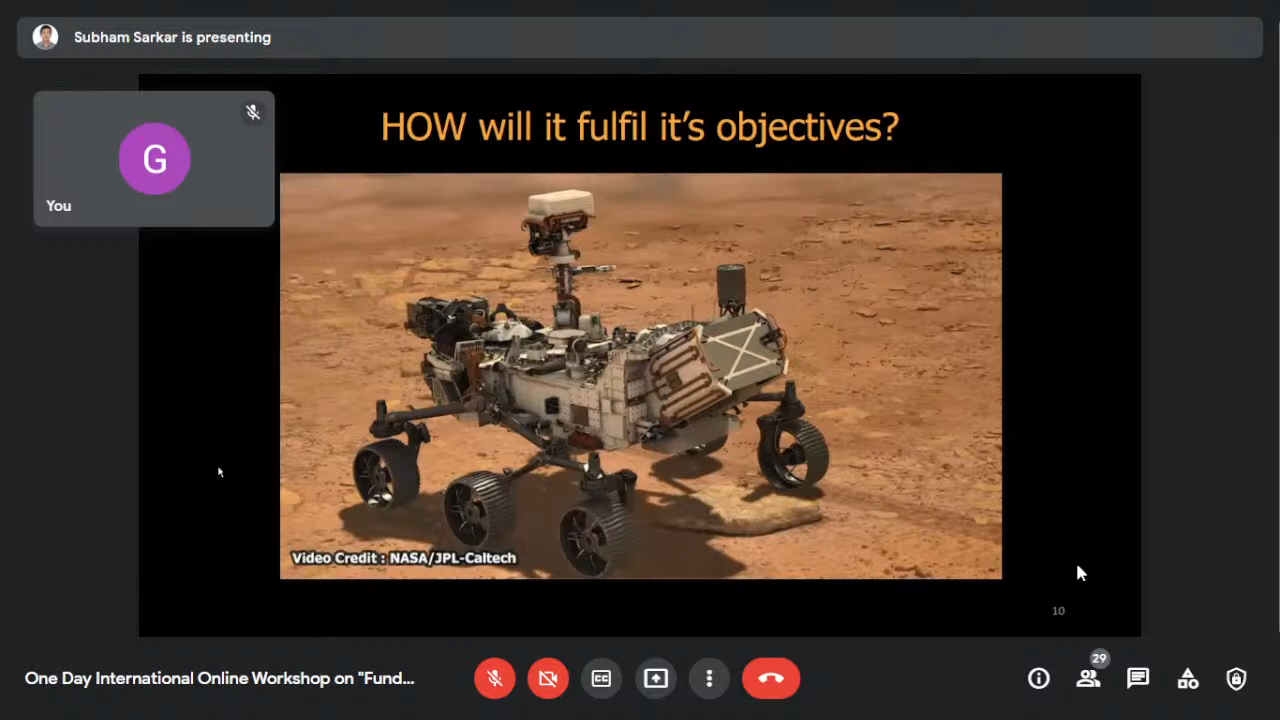 Subham Sarkar is presenting
G
You
HOW will it fulfil it's objectives?
Video Credit : NASA/JPL-Caltech
10
One Day International Online Workshop on "Fund...
CC
29